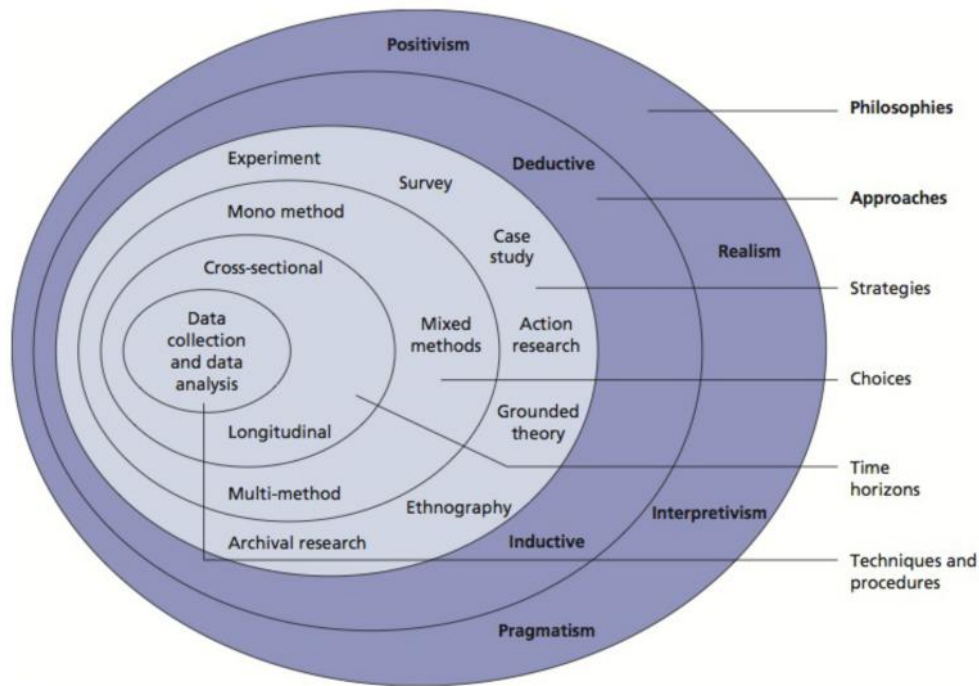 Positivism
Philosophies
Experiment
Deductive
Survey
Approaches
Mono method
Case
study
Realism
Cross-sectional
Strategies
Data
collection
and data
analysis
Mixed
methods
Action
research
Choices
Grounded
theory
Longitudinal
Time
horizons
Multi-method
Ethnography
Interpretivism
Archival research
Inductive
Techniques and
procedures
Pragmatism